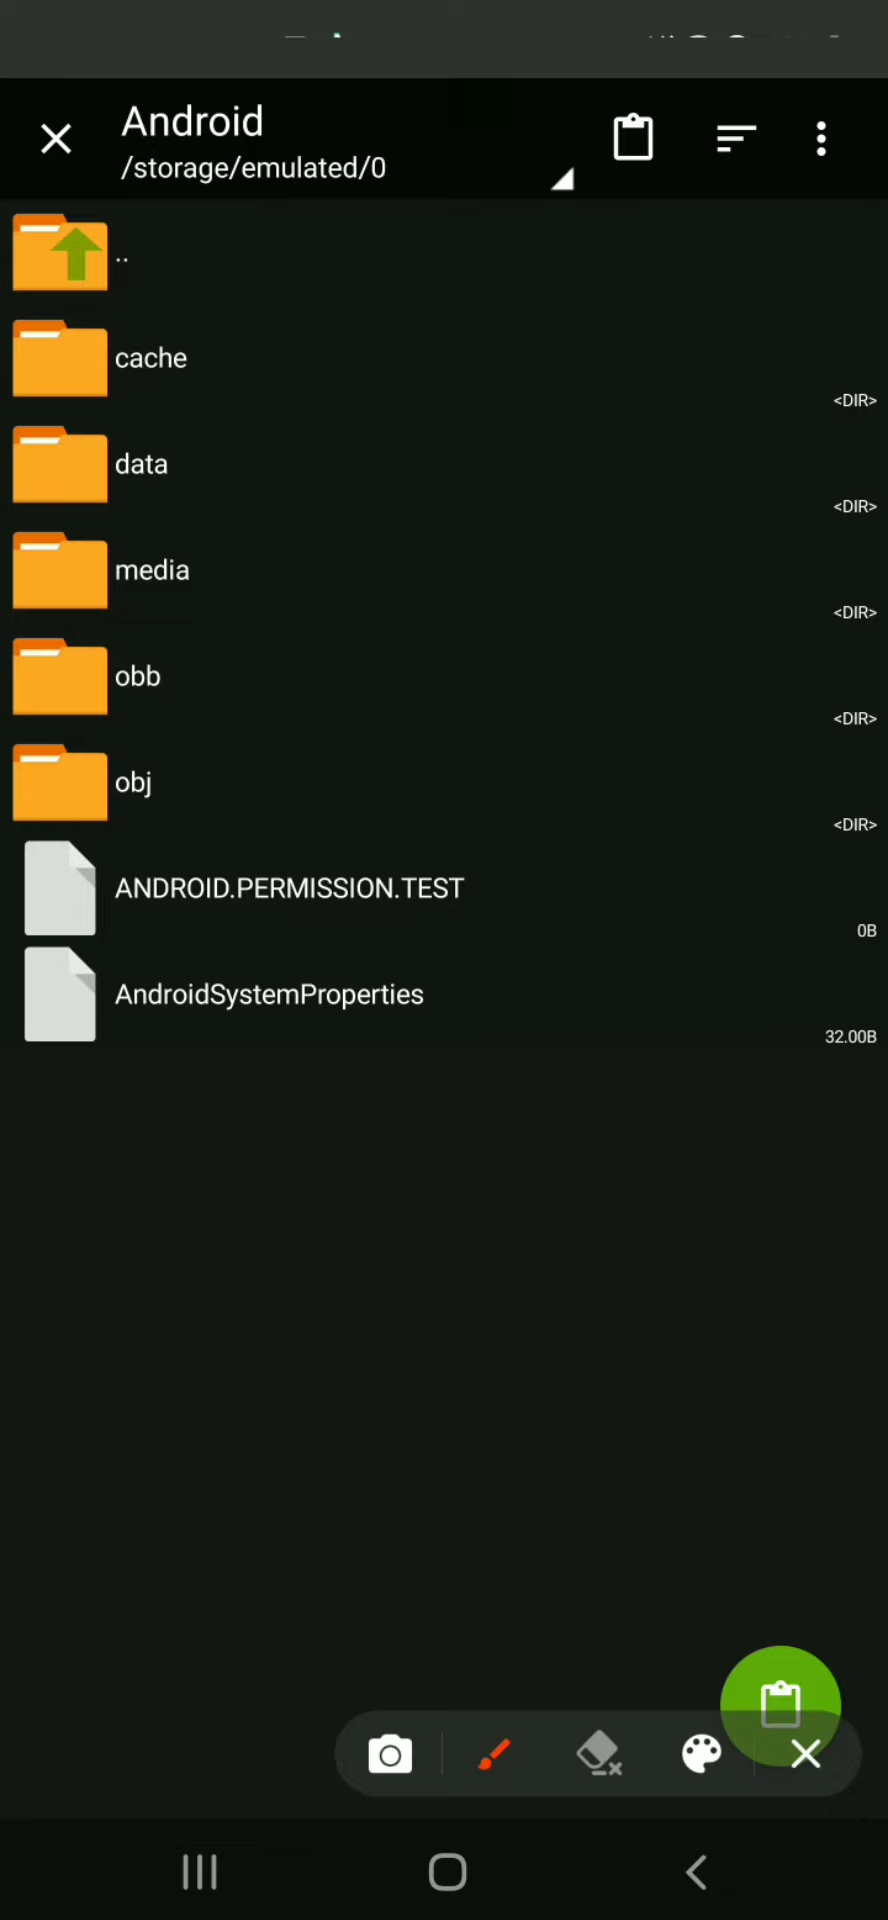 Android
/storage/emulated/0
..
cache
<DIR>
data
<DIR>
media
<DIR>
obb
<DIR>
obj
<DIR>
ANDROID.PERMISSION.TEST
0B
AndroidSystemProperties
32.00B